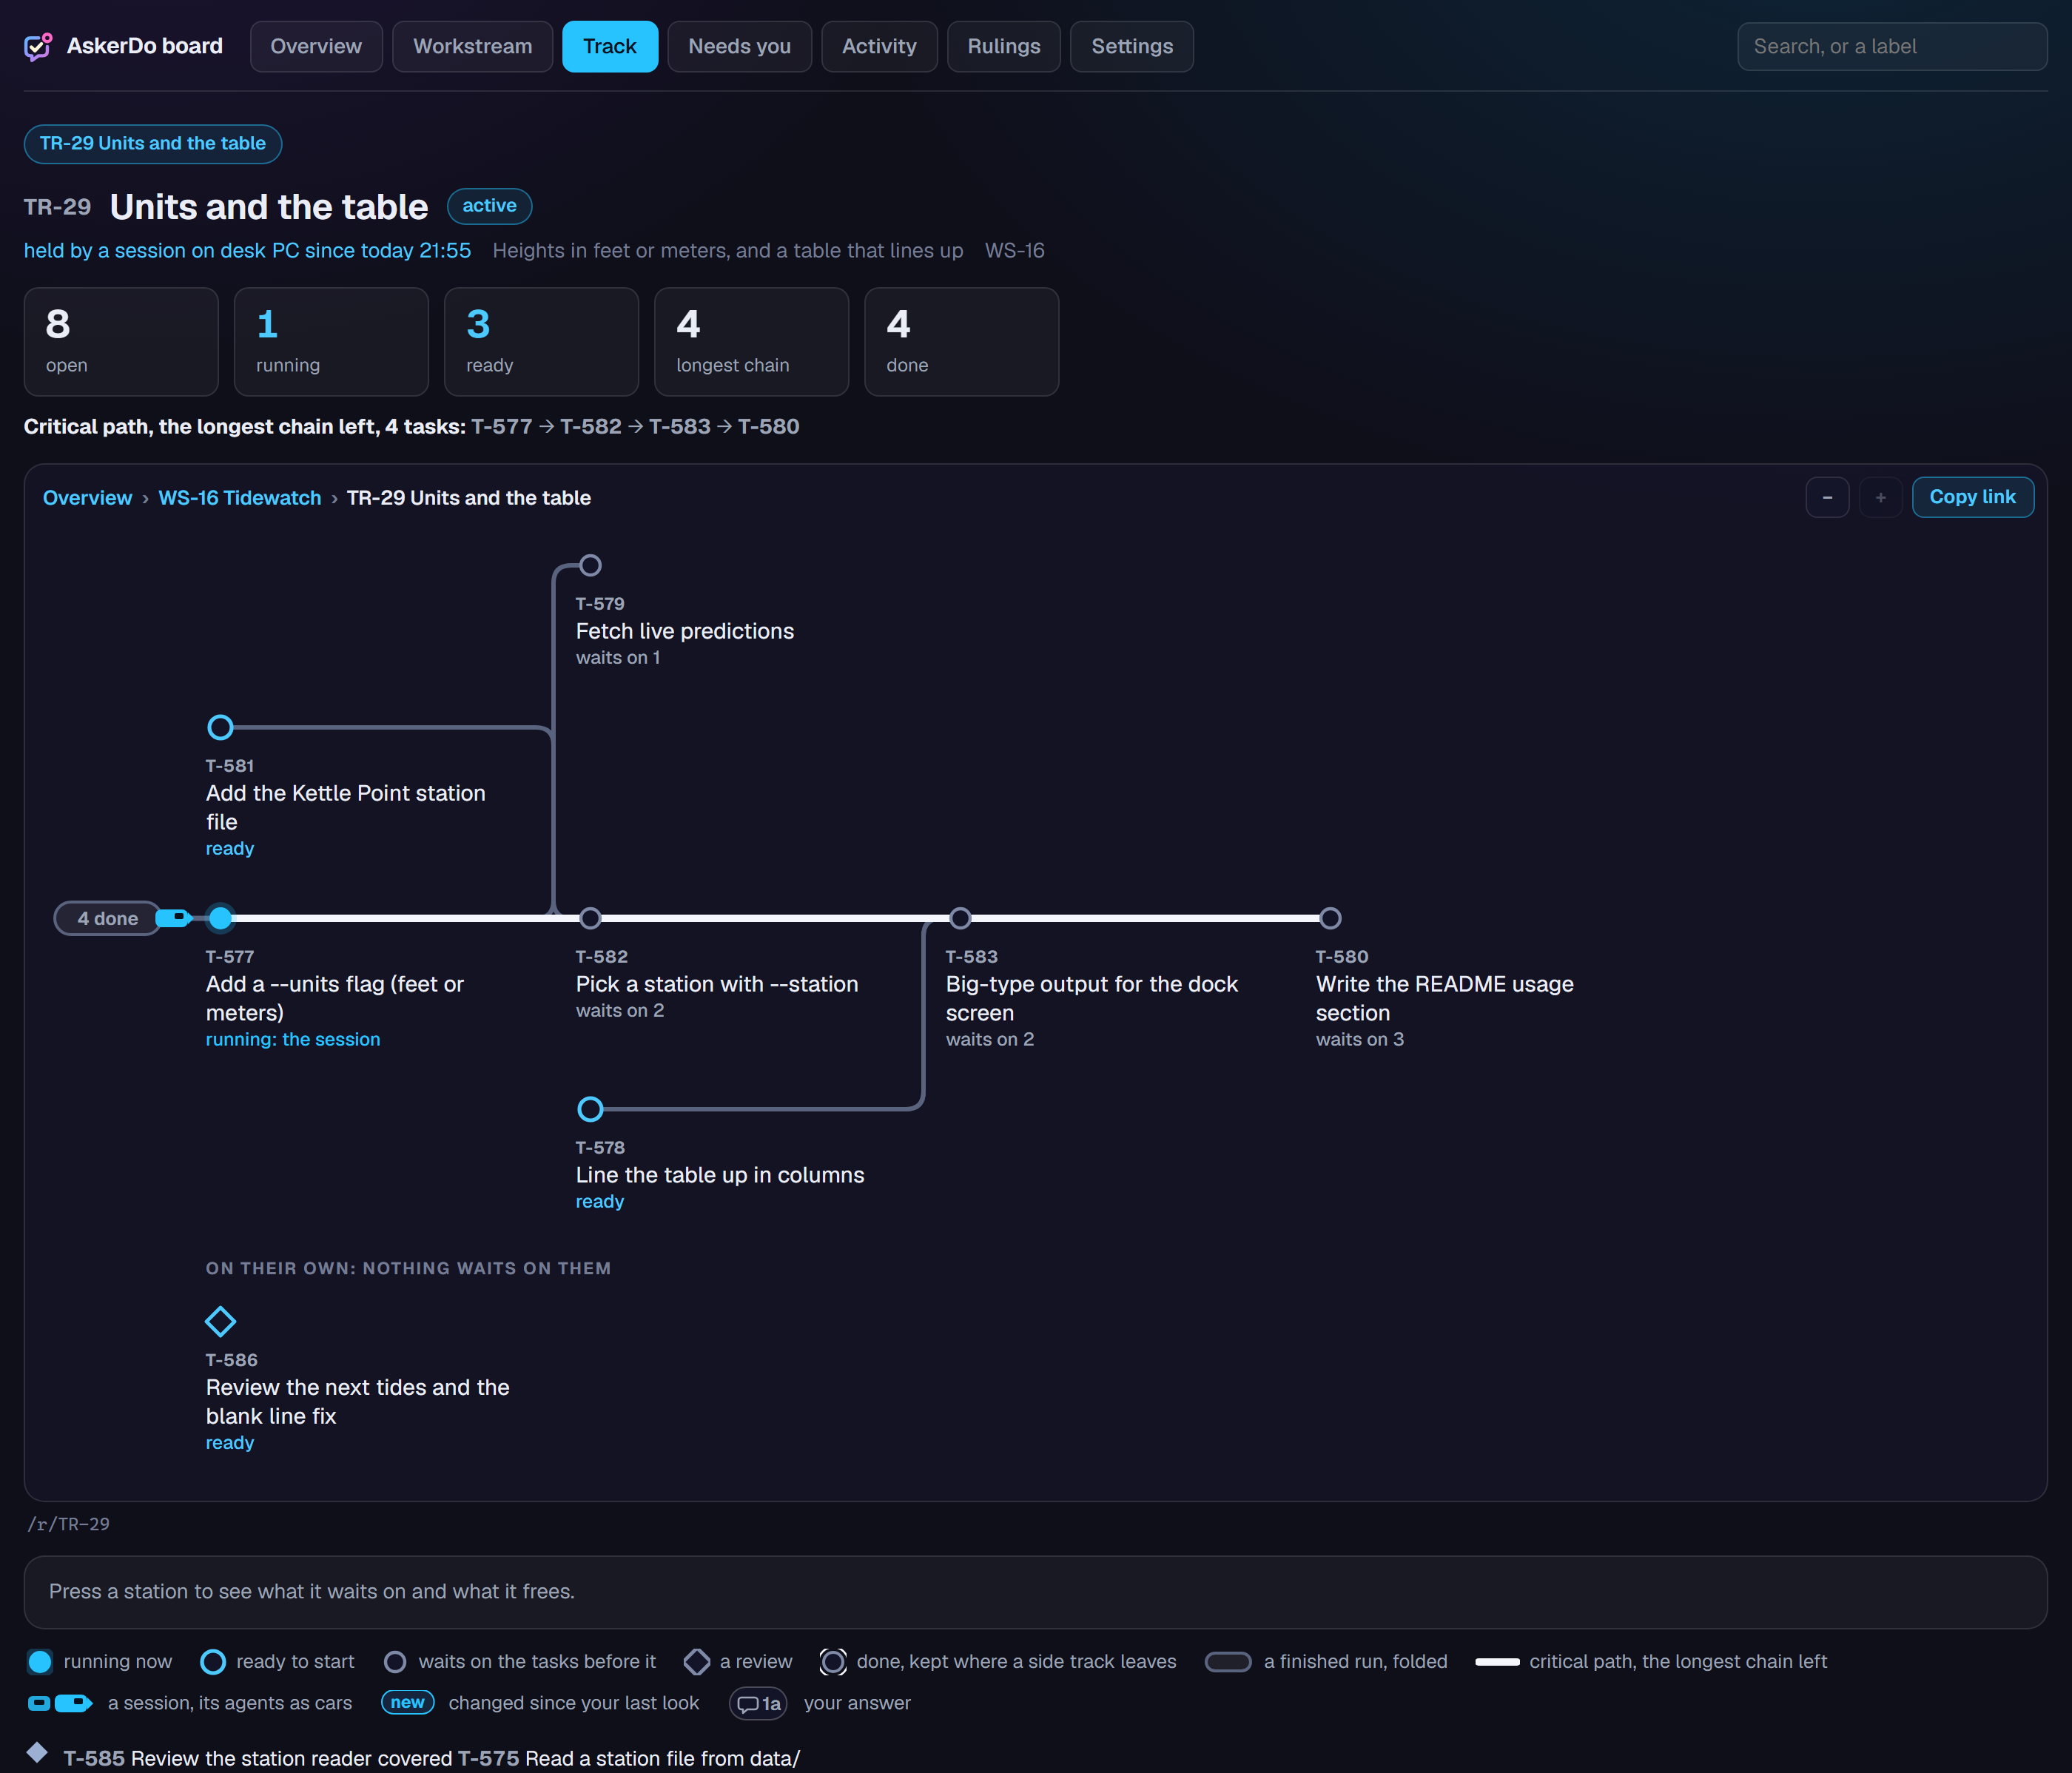 AskerDo board
Overview
Workstream
Track
Needs you
Activity
Rulings
Settings
Search, or a label
TR-29 Units and the table
TR-29 Units and the table active
held by a session on desk PC since today 21:55 Heights in feet or meters, and a table that lines up WS-16
8
open
1
running
3
ready
4
longest chain
4
done
Critical path, the longest chain left, 4 tasks: T-577 → T-582 → T-583 → T-580
Overview › WS-16 Tidewatch › TR-29 Units and the table
−
+
Copy link
T-579
Fetch live predictions
waits on 1
T-581
Add the Kettle Point station
file
ready
4 done
T-577
Add a --units flag (feet or
meters)
running: the session
T-582
Pick a station with --station
waits on 2
T-583
Big-type output for the dock
screen
waits on 2
T-580
Write the README usage
section
waits on 3
T-578
Line the table up in columns
ready
ON THEIR OWN: NOTHING WAITS ON THEM
T-586
Review the next tides and the
blank line fix
ready
/r/TR-29
Press a station to see what it waits on and what it frees.
running now
ready to start
waits on the tasks before it
a review
done, kept where a side track leaves
a finished run, folded
critical path, the longest chain left
a session, its agents as cars
new changed since your last look
1a your answer
T-585 Review the station reader covered T-575 Read a station file from data/